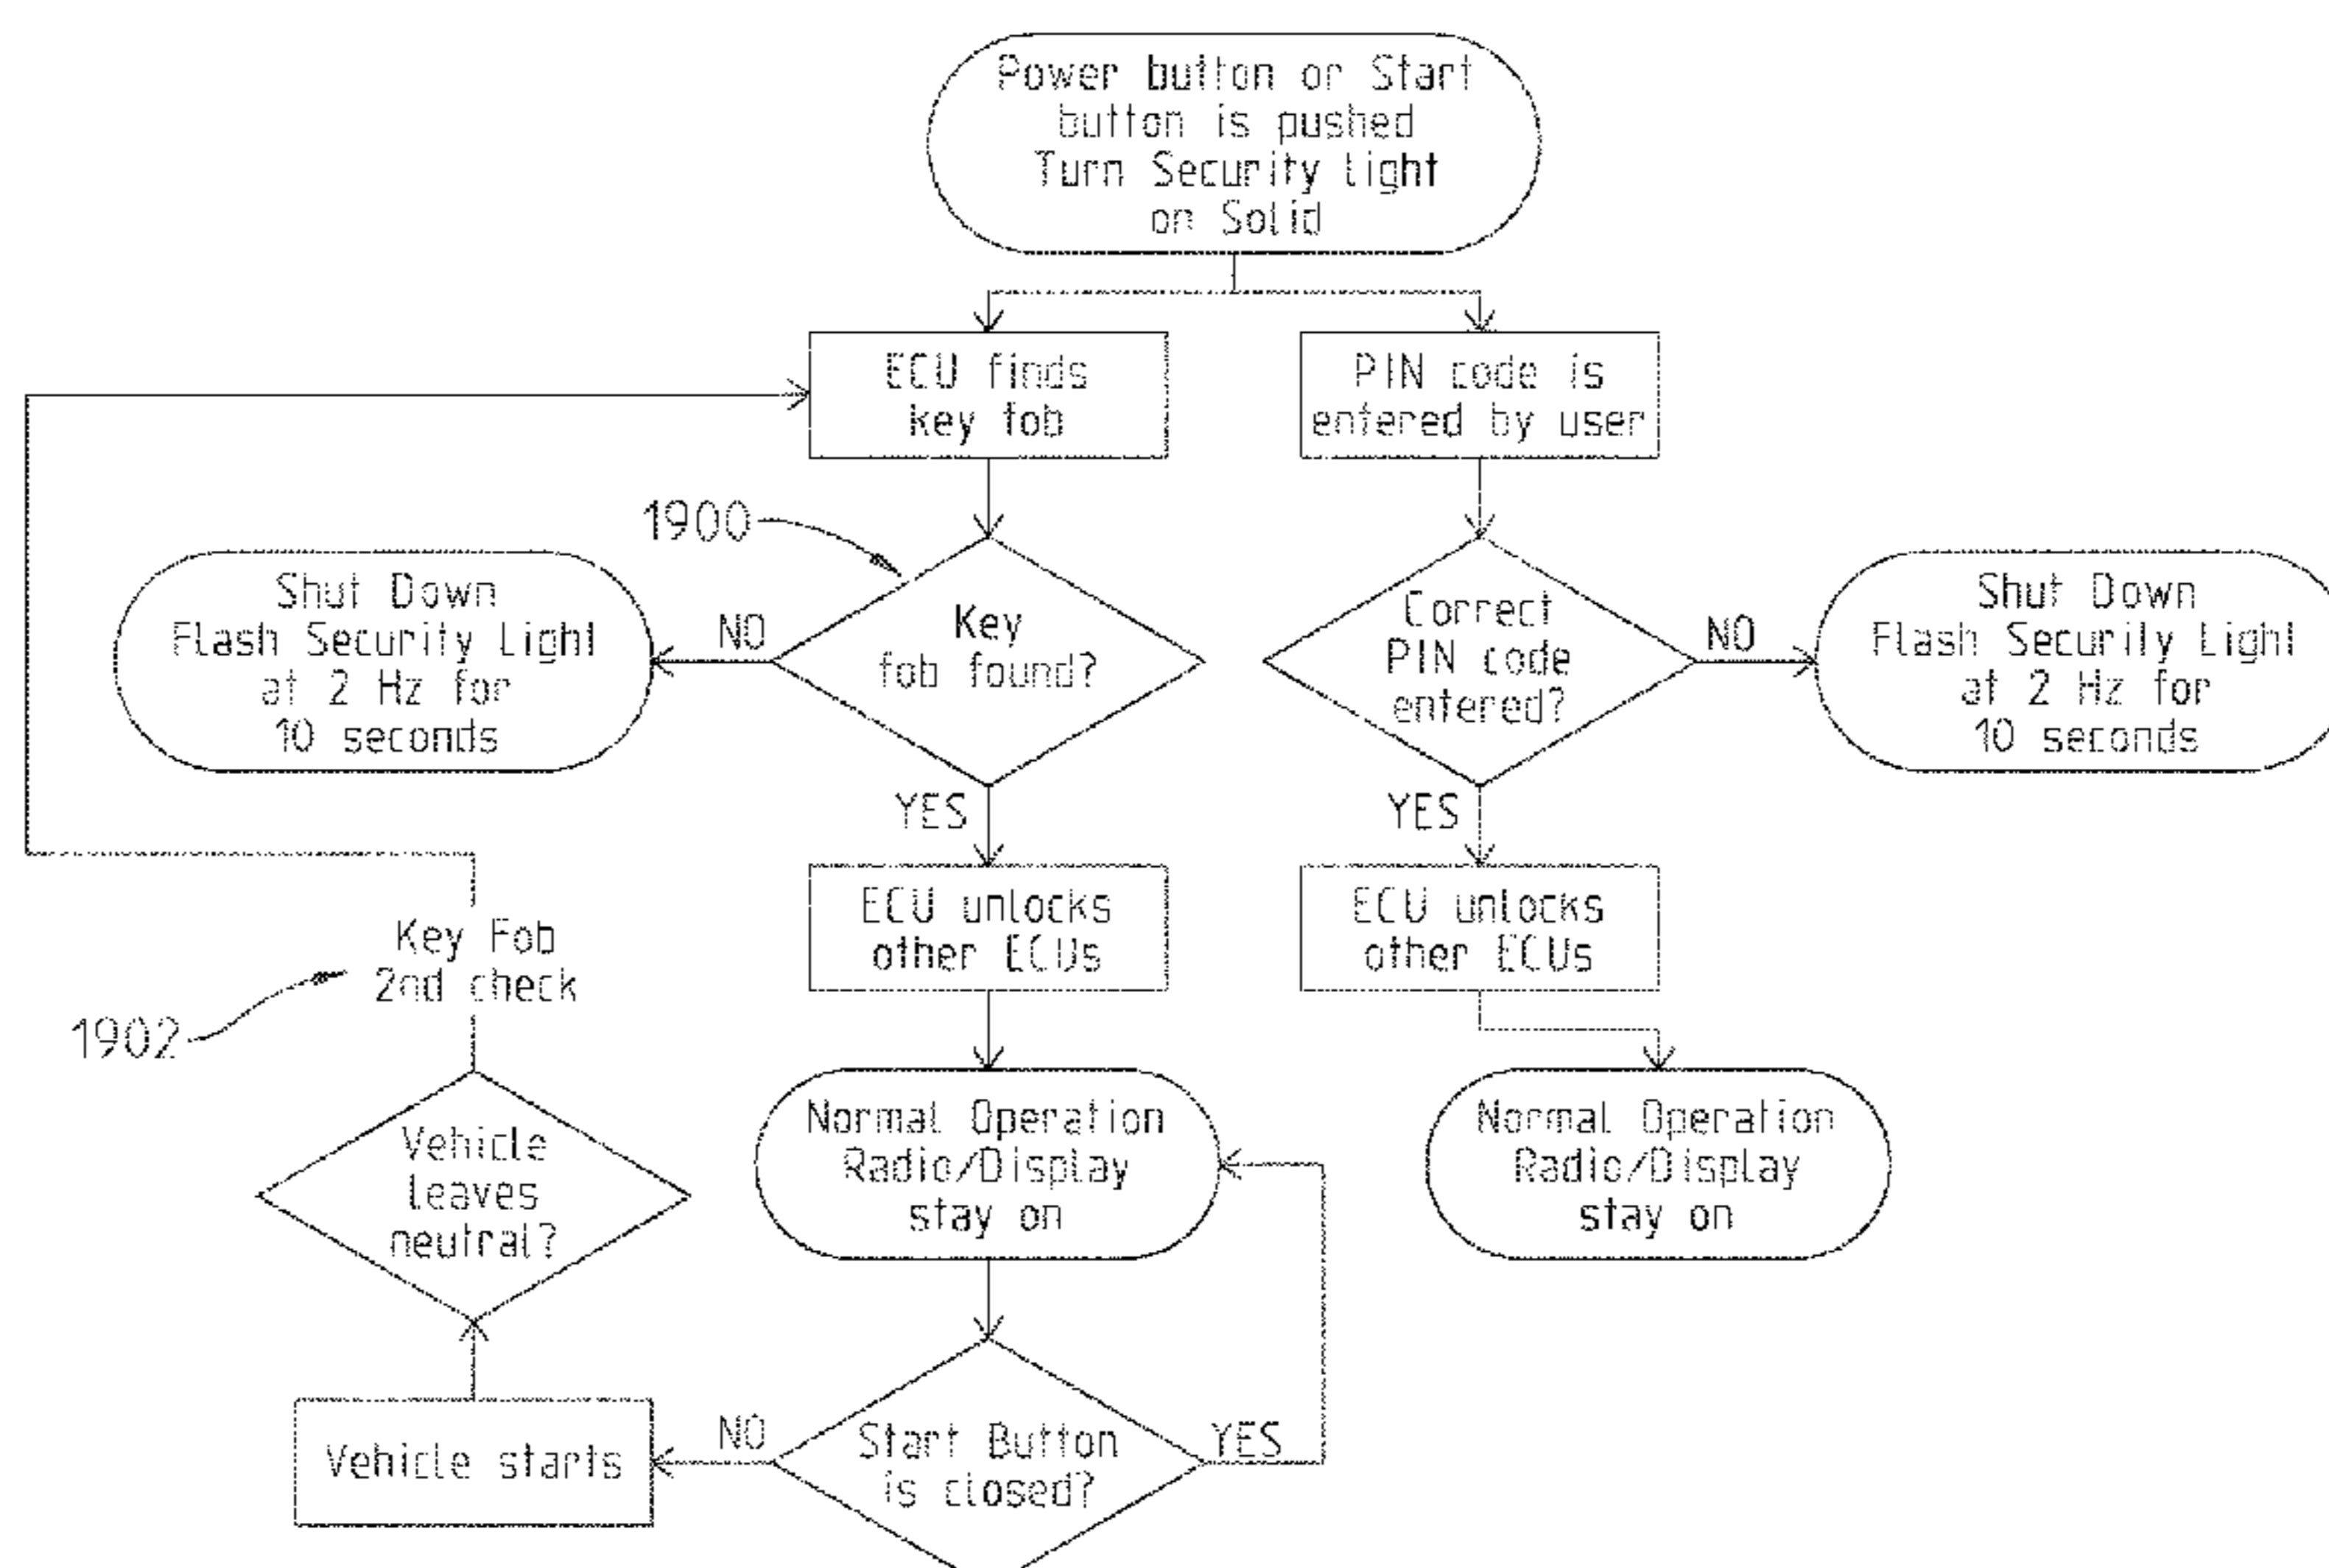 Power button or Start
button is pushed
Turn Security Light
on Solid
ECU finds
key fob
PIN code is
entered by user
1900
Shut Down
Flash Security Light
at 2 Hz for
10 seconds
NO
Key
fob found?
Correct
PIN code
entered?
NO
Shut Down
Flash Security Light
at 2 Hz for
10 seconds
YES
YES
ECU unlocks
other ECUs
ECU unlocks
other ECUs
Key Fob
2nd check
1902
Vehicle
leaves
neutral?
Normal Operation
Radio/Display
stay on
Normal Operation
Radio/Display
stay on
Vehicle starts
NO
Start Button
is closed?
YES